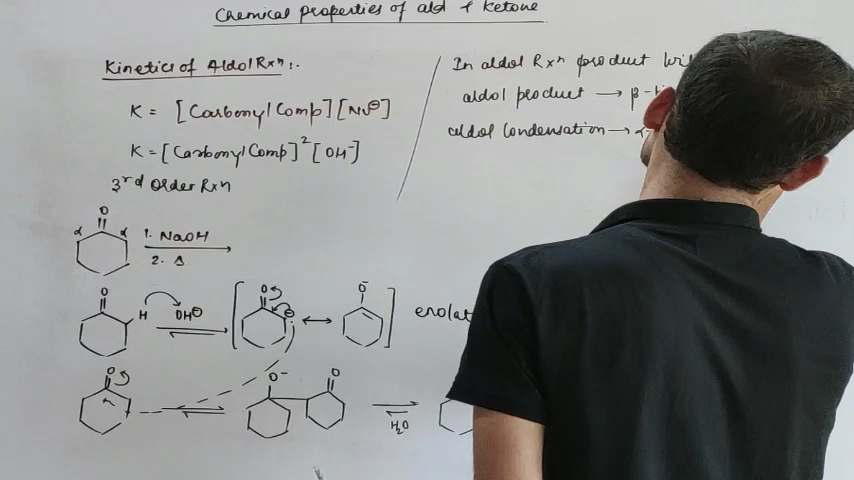 Chemical properties of ald & ketone
Kinetics of Aldol Rxn :.
K = [Carbonyl Comp][Nu⊖]
K = [Carbonyl Comp]² [OH⁻]
3rd Order Rxn
In aldol Rxn product
aldol product → β-
aldol Condensation →
O
α α
1. NaOH
2. Δ
O H OH⊖ O ⊖ O⁻
O O⁻ O
H₂O